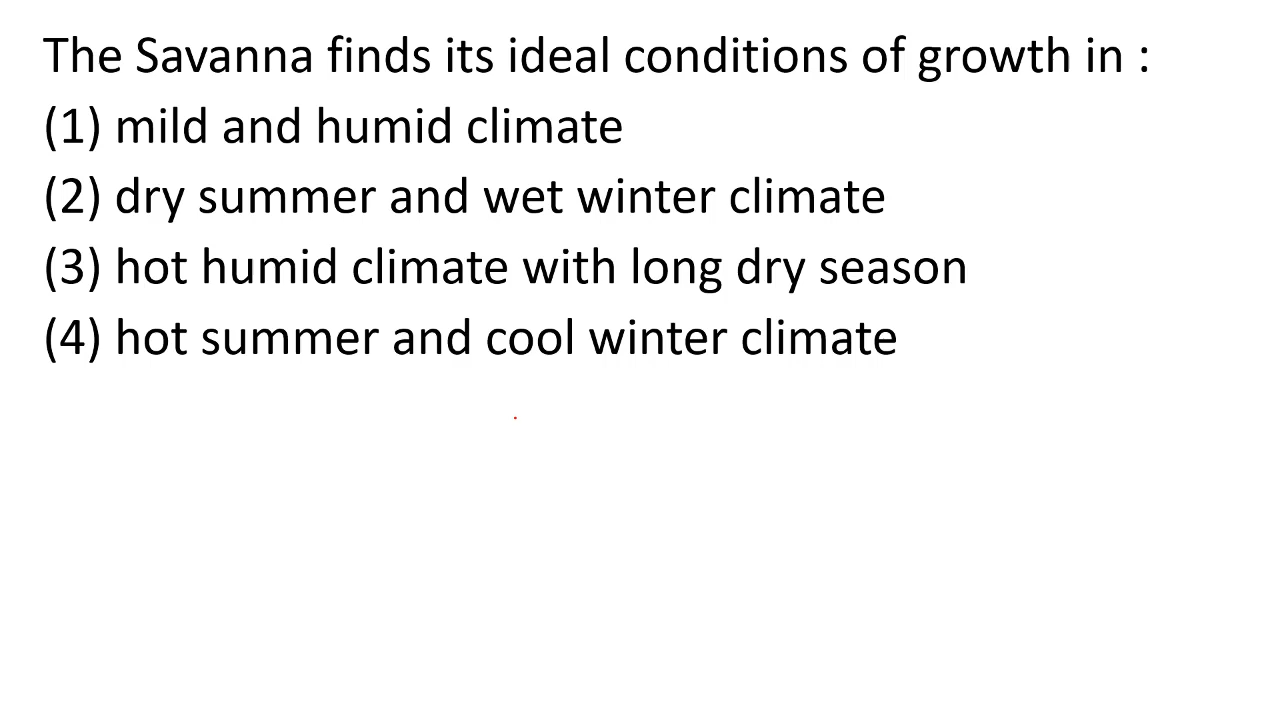 The Savanna finds its ideal conditions of growth in :
(1) mild and humid climate
(2) dry summer and wet winter climate
(3) hot humid climate with long dry season
(4) hot summer and cool winter climate